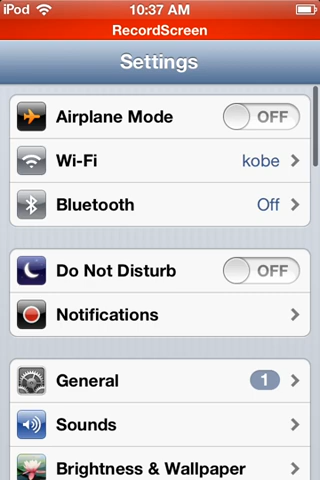 iPod 10:37 AM
RecordScreen
Settings
Airplane Mode OFF
Wi-Fi kobe
Bluetooth Off
Do Not Disturb OFF
Notifications
General 1
Sounds
Brightness & Wallpaper